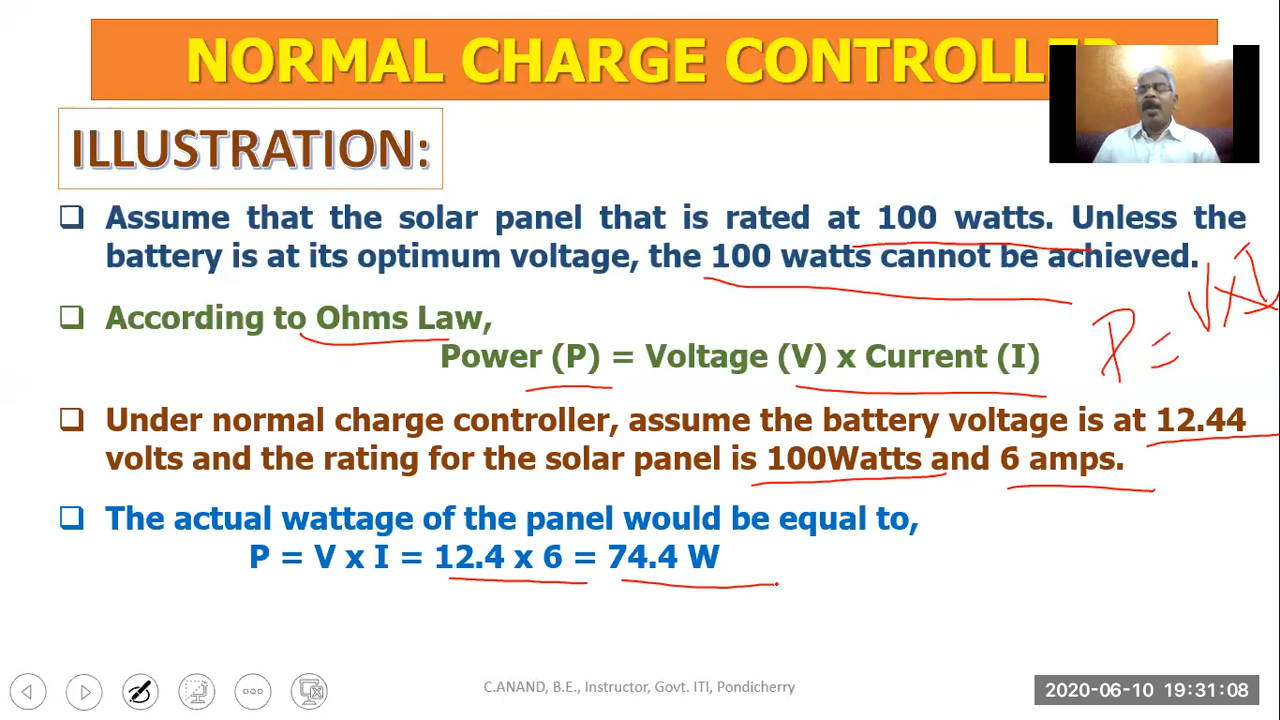 NORMAL CHARGE CONTROLLER
ILLUSTRATION:
❑ Assume that the solar panel that is rated at 100 watts. Unless the
battery is at its optimum voltage, the 100 watts cannot be achieved.
❑ According to Ohms Law,
Power (P) = Voltage (V) x Current (I)
P = V x I
❑ Under normal charge controller, assume the battery voltage is at 12.44
volts and the rating for the solar panel is 100Watts and 6 amps.
❑ The actual wattage of the panel would be equal to,
P = V x I = 12.4 x 6 = 74.4 W
C.ANAND, B.E., Instructor, Govt. ITI, Pondicherry
2020-06-10 19:31:08